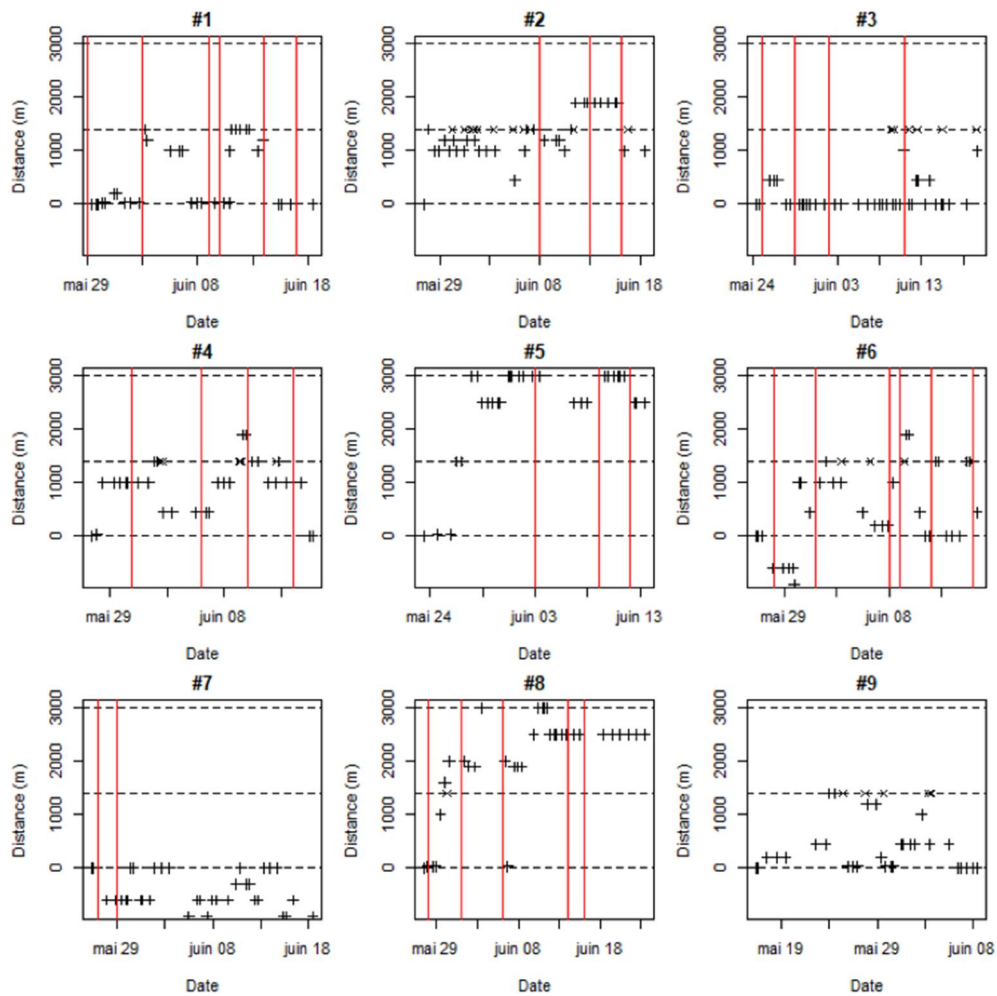 #1 #2 #3
Distance (m) 3000 2000 1000 0 Distance (m) 3000 2000 1000 0 Distance (m) 3000 2000 1000 0
mai 29 juin 08 juin 18 mai 29 juin 08 juin 18 mai 24 juin 03 juin 13
Date Date Date
#4 #5 #6
Distance (m) 3000 2000 1000 0 Distance (m) 3000 2000 1000 0 Distance (m) 3000 2000 1000 0
mai 29 juin 08 mai 24 juin 03 juin 13 mai 29 juin 08
Date Date Date
#7 #8 #9
Distance (m) 3000 2000 1000 0 Distance (m) 3000 2000 1000 0 Distance (m) 3000 2000 1000 0
mai 29 juin 08 juin 18 mai 29 juin 08 juin 18 mai 19 mai 29 juin 08
Date Date Date